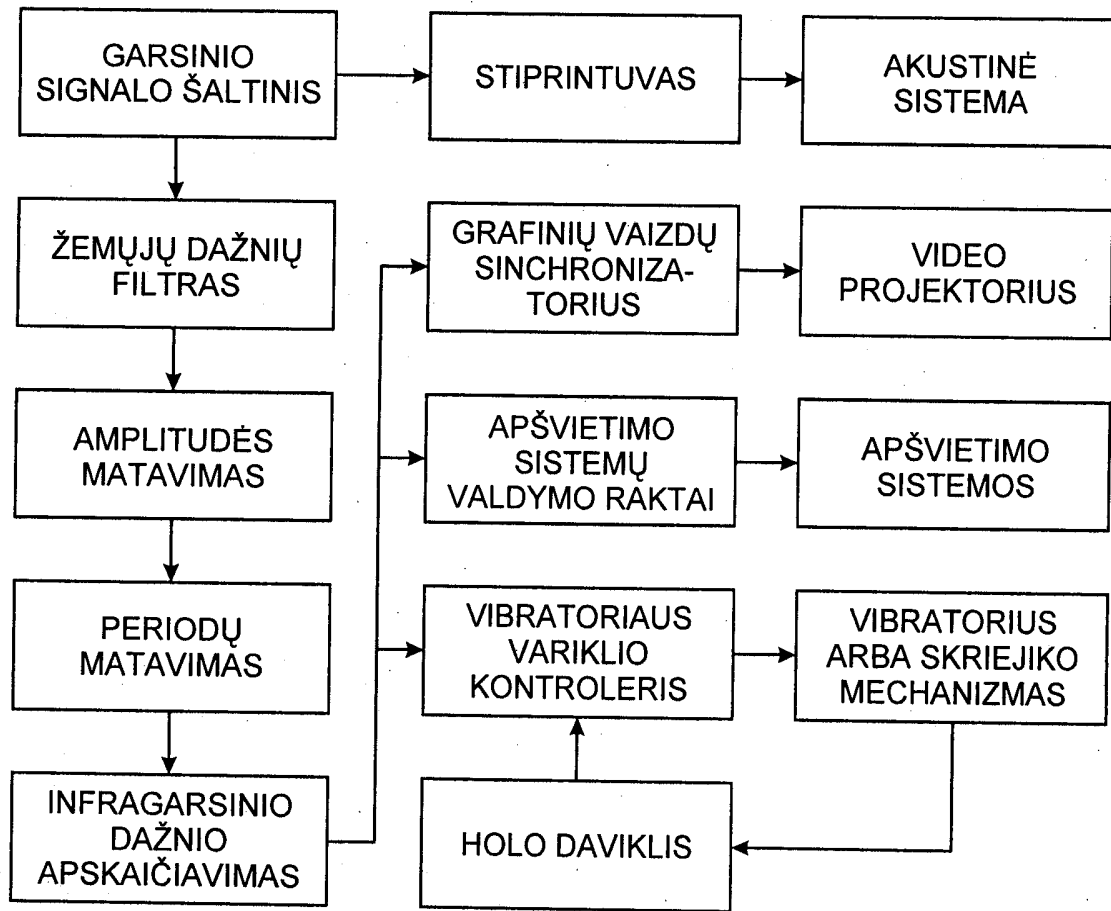 GARSINIO
SIGNALO ŠALTINIS
STIPRINTUVAS
AKUSTINĖ
SISTEMA
ŽEMŲJŲ DAŽNIŲ
FILTRAS
GRAFINIŲ VAIZDŲ
SINCHRONIZA-
TORIUS
VIDEO
PROJEKTORIUS
AMPLITUDĖS
MATAVIMAS
APŠVIETIMO
SISTEMŲ
VALDYMO RAKTAI
APŠVIETIMO
SISTEMOS
PERIODŲ
MATAVIMAS
VIBRATORIAUS
VARIKLIO
KONTROLERIS
VIBRATORIUS
ARBA SKRIEJIKO
MECHANIZMAS
INFRAGARSINIO
DAŽNIO
APSKAIČIAVIMAS
HOLO DAVIKLIS